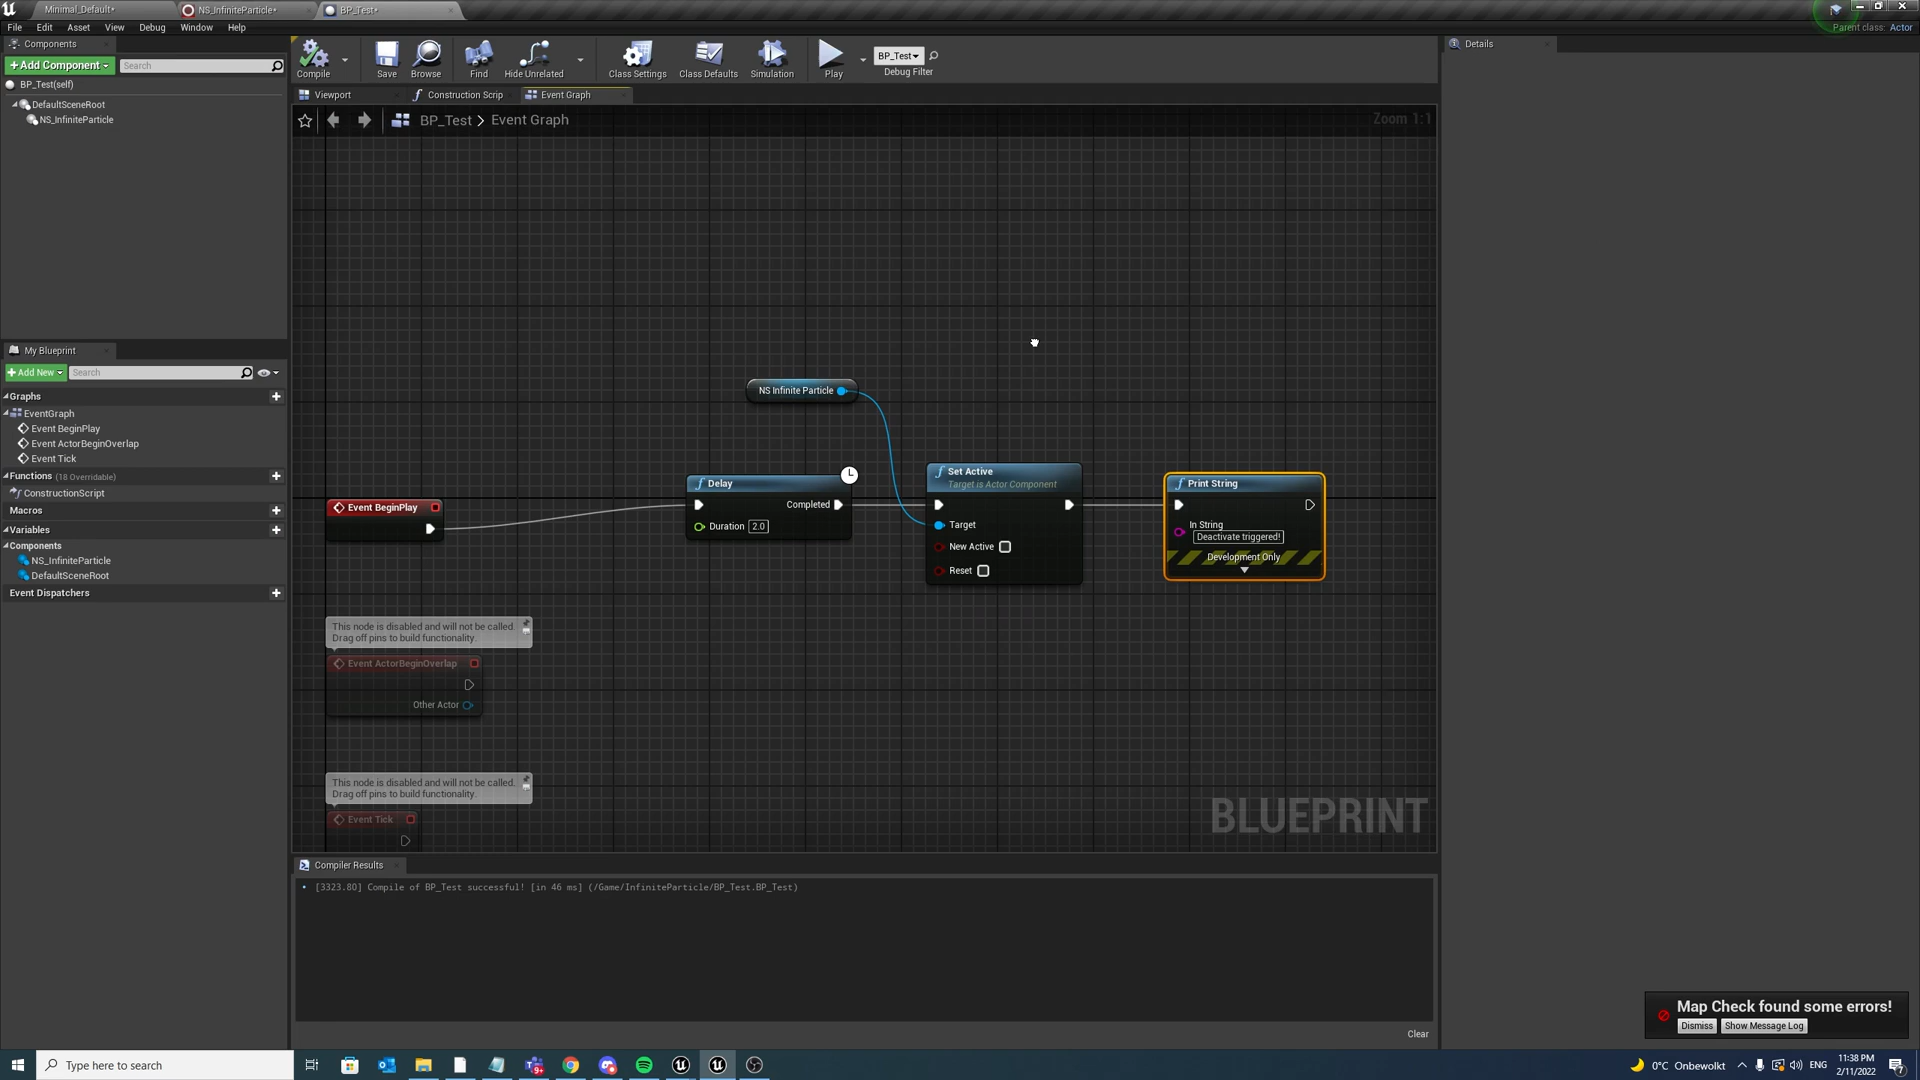 Minimal_Default*
NS_InfiniteParticle*
BP_Test*
File Edit Asset View Debug Window Help
Parent class: Actor
Components
+Add Component
Search
BP_Test(self)
DefaultSceneRoot
NS_InfiniteParticle
Compile
Save
Browse
Find
Hide Unrelated
Class Settings
Class Defaults
Simulation
Play
BP_Test
Debug Filter
Details
Viewport
Construction Scrip
Event Graph
BP_Test > Event Graph
Zoom 1:1
My Blueprint
+Add New
Search
Graphs
EventGraph
Event BeginPlay
Event ActorBeginOverlap
Event Tick
Functions (18 Overridable)
ConstructionScript
Macros
Variables
Components
NS_InfiniteParticle
DefaultSceneRoot
Event Dispatchers
NS Infinite Particle
Event BeginPlay
Delay
Completed
Duration 2.0
Set Active
Target is Actor Component
Target
New Active
Reset
Print String
In String
Deactivate triggered!
Development Only
This node is disabled and will not be called.
Drag off pins to build functionality.
Event ActorBeginOverlap
Other Actor
This node is disabled and will not be called.
Drag off pins to build functionality.
Event Tick
BLUEPRINT
Compiler Results
[3323.80] Compile of BP_Test successful! [in 46 ms] (/Game/InfiniteParticle/BP_Test.BP_Test)
Clear
Map Check found some errors!
Dismiss
Show Message Log
Type here to search
9+
0°C Onbewolkt
ENG
11:38 PM
2/11/2022
7